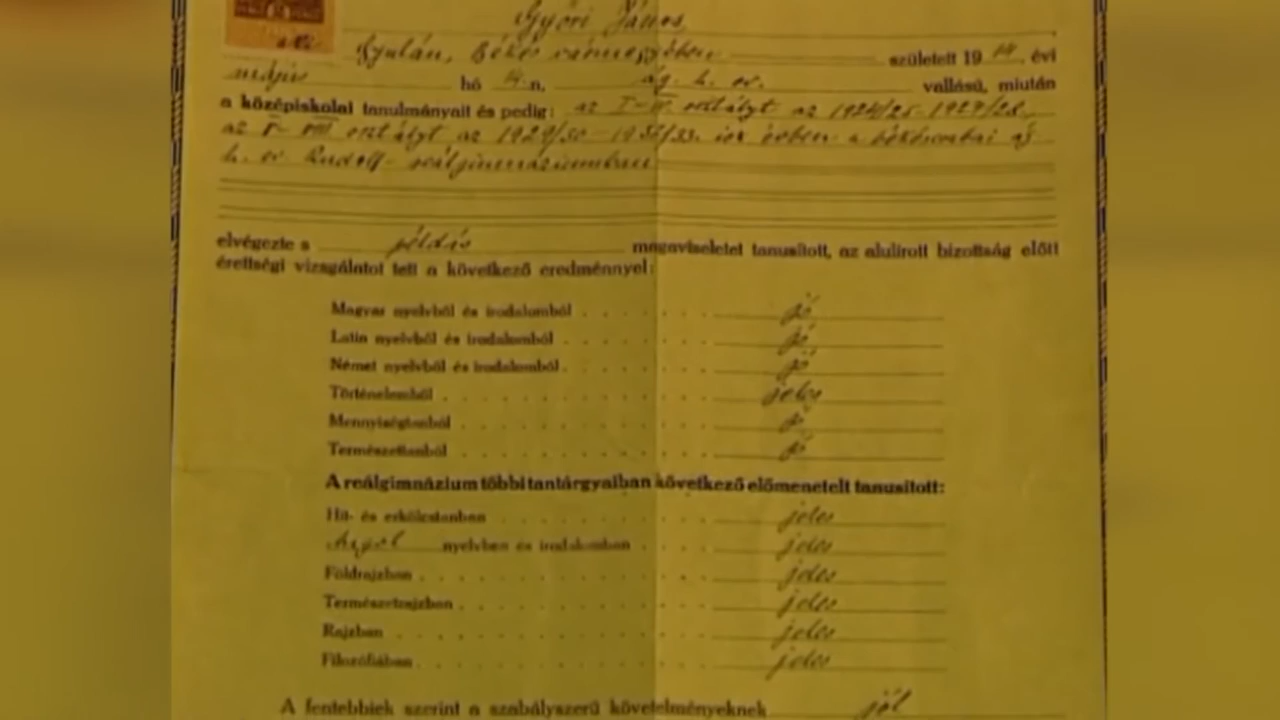 Győri János
Gyulán, Békés vármegyében született 1914. évi
május hó 4-n, ág. h. ev. vallású, miután
a középiskolai tanulmányait és pedig: az I-IV. osztályt az 1924/25-1927/28.,
az V-VIII osztályt az 1929/30 - 193/33. évben a békéscsabai ág
h. ev. Rudolf-reálgimnáziumban
elvégezte s példás magaviseletet tanusított, az alulirott bizottság előtt
érettségi vizsgálatot tett a következő eredménnyel:
Magyar nyelvből és irodalomból jó
Latin nyelvből és irodalomból jó
Német nyelvből és irodalomból jó
Történelemből jeles
Mennyiségtanból jó
Természettanból jó
A reálgimnázium többi tantárgyaiban következő előmenetelt tanusított:
Hit- és erkölcstanban jeles
Angol nyelvben és irodalomban jeles
Földrajzban jeles
Természetrajzban jeles
Rajzban jeles
Filozófiában jeles
A fentebbiek szerint a szabályszerű követelményeknek jól